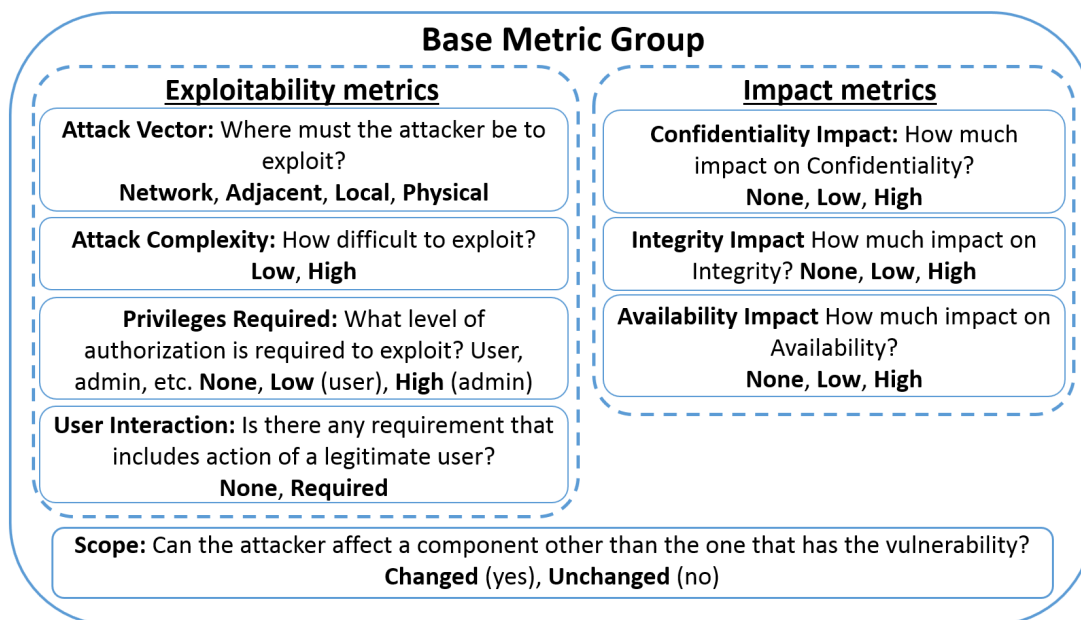 Base Metric Group
Exploitability metrics
Attack Vector: Where must the attacker be to
exploit?
Network, Adjacent, Local, Physical
Attack Complexity: How difficult to exploit?
Low, High
Privileges Required: What level of
authorization is required to exploit? User,
admin, etc. None, Low (user), High (admin)
User Interaction: Is there any requirement that
includes action of a legitimate user?
None, Required
Impact metrics
Confidentiality Impact: How much
impact on Confidentiality?
None, Low, High
Integrity Impact How much impact on
Integrity? None, Low, High
Availability Impact How much impact on
Availability?
None, Low, High
Scope: Can the attacker affect a component other than the one that has the vulnerability?
Changed (yes), Unchanged (no)